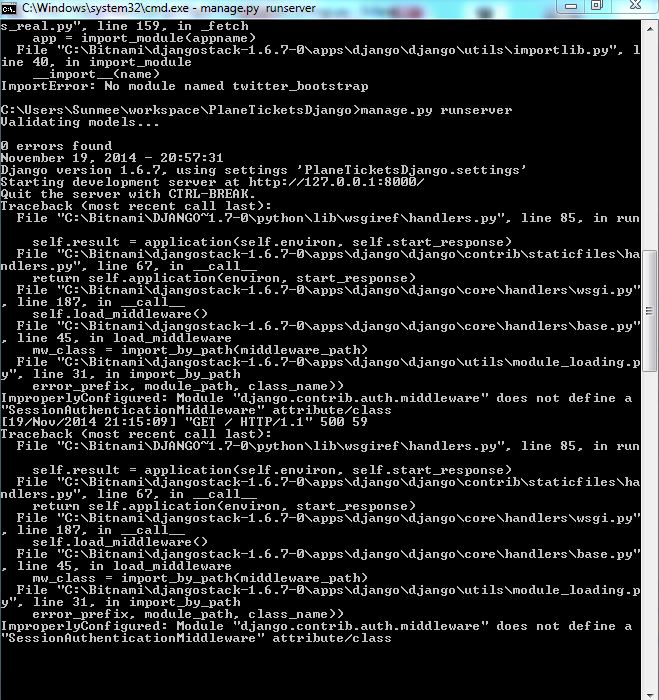 C:\Windows\system32\cmd.exe - manage.py  runserver
s_real.py", line 159, in _fetch
    app = import_module(appname)
  File "C:\Bitnami\djangostack-1.6.7-0\apps\django\django\utils\importlib.py", l
ine 40, in import_module
    __import__(name)
ImportError: No module named twitter_bootstrap

C:\Users\Sunmee\workspace\PlaneTicketsDjango>manage.py runserver
Validating models...

0 errors found
November 19, 2014 - 20:57:31
Django version 1.6.7, using settings 'PlaneTicketsDjango.settings'
Starting development server at http://127.0.0.1:8000/
Quit the server with CTRL-BREAK.
Traceback (most recent call last):
  File "C:\Bitnami\DJANGO~1.7-0\python\lib\wsgiref\handlers.py", line 85, in run

    self.result = application(self.environ, self.start_response)
  File "C:\Bitnami\djangostack-1.6.7-0\apps\django\django\contrib\staticfiles\ha
ndlers.py", line 67, in __call__
    return self.application(environ, start_response)
  File "C:\Bitnami\djangostack-1.6.7-0\apps\django\django\core\handlers\wsgi.py"
, line 187, in __call__
    self.load_middleware()
  File "C:\Bitnami\djangostack-1.6.7-0\apps\django\django\core\handlers\base.py"
, line 45, in load_middleware
    mw_class = import_by_path(middleware_path)
  File "C:\Bitnami\djangostack-1.6.7-0\apps\django\django\utils\module_loading.p
y", line 31, in import_by_path
    error_prefix, module_path, class_name))
ImproperlyConfigured: Module "django.contrib.auth.middleware" does not define a
"SessionAuthenticationMiddleware" attribute/class
[19/Nov/2014 21:15:09] "GET / HTTP/1.1" 500 59
Traceback (most recent call last):
  File "C:\Bitnami\DJANGO~1.7-0\python\lib\wsgiref\handlers.py", line 85, in run

    self.result = application(self.environ, self.start_response)
  File "C:\Bitnami\djangostack-1.6.7-0\apps\django\django\contrib\staticfiles\ha
ndlers.py", line 67, in __call__
    return self.application(environ, start_response)
  File "C:\Bitnami\djangostack-1.6.7-0\apps\django\django\core\handlers\wsgi.py"
, line 187, in __call__
    self.load_middleware()
  File "C:\Bitnami\djangostack-1.6.7-0\apps\django\django\core\handlers\base.py"
, line 45, in load_middleware
    mw_class = import_by_path(middleware_path)
  File "C:\Bitnami\djangostack-1.6.7-0\apps\django\django\utils\module_loading.p
y", line 31, in import_by_path
    error_prefix, module_path, class_name))
ImproperlyConfigured: Module "django.contrib.auth.middleware" does not define a
"SessionAuthenticationMiddleware" attribute/class